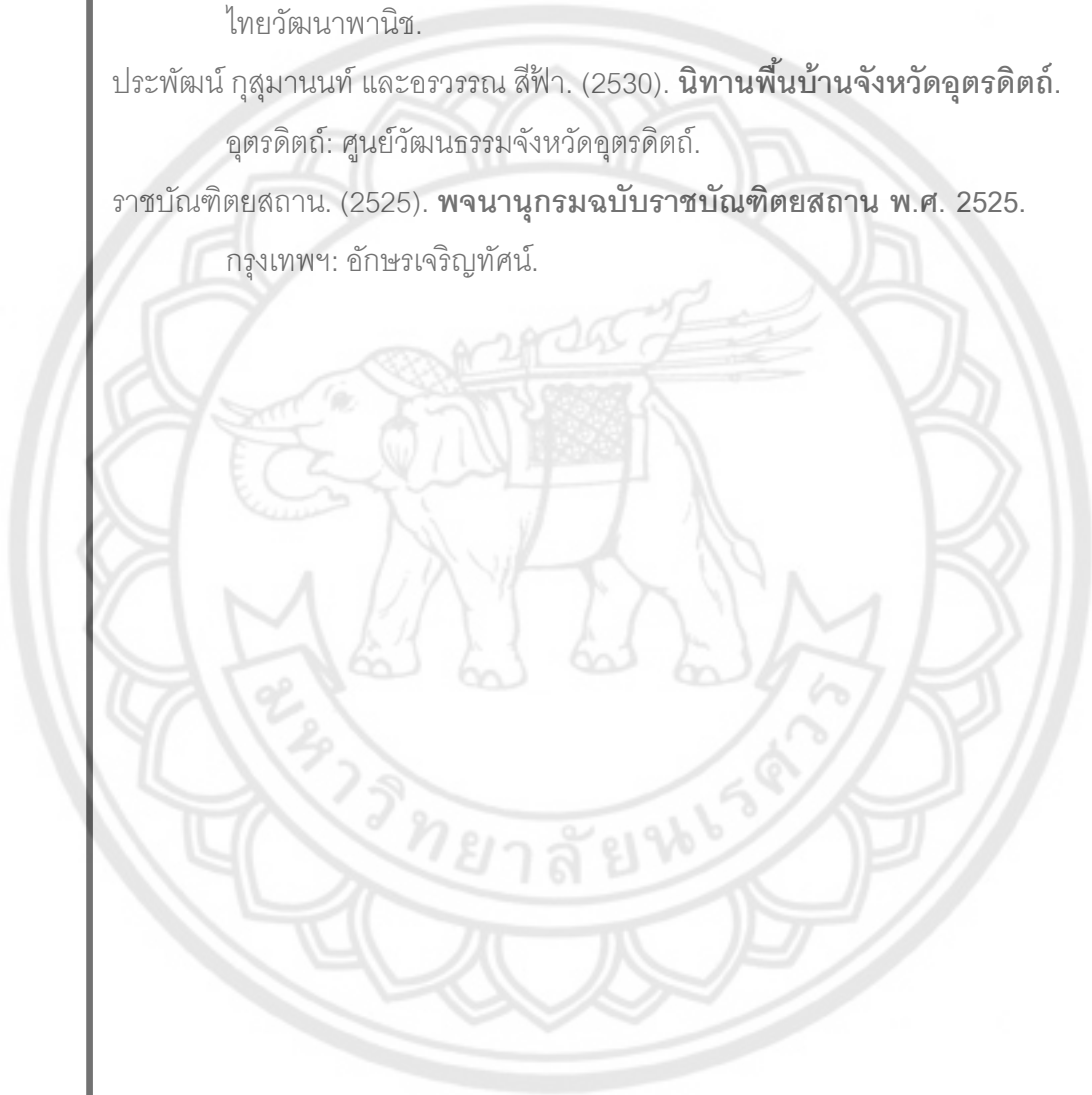 ไทยวัฒนาพานิช.
ประพัฒน์ กุสุมานนท์ และอรวรรณ สีฟ้า. (2530). นิทานพื้นบ้านจังหวัดอุตรดิตถ์.
อุตรดิตถ์: ศูนย์วัฒนธรรมจังหวัดอุตรดิตถ์.
ราชบัณฑิตยสถาน. (2525). พจนานุกรมฉบับราชบัณฑิตยสถาน พ.ศ. 2525.
กรุงเทพฯ: อักษรเจริญทัศน์.
มหาวิทยาลัยนเรศวร